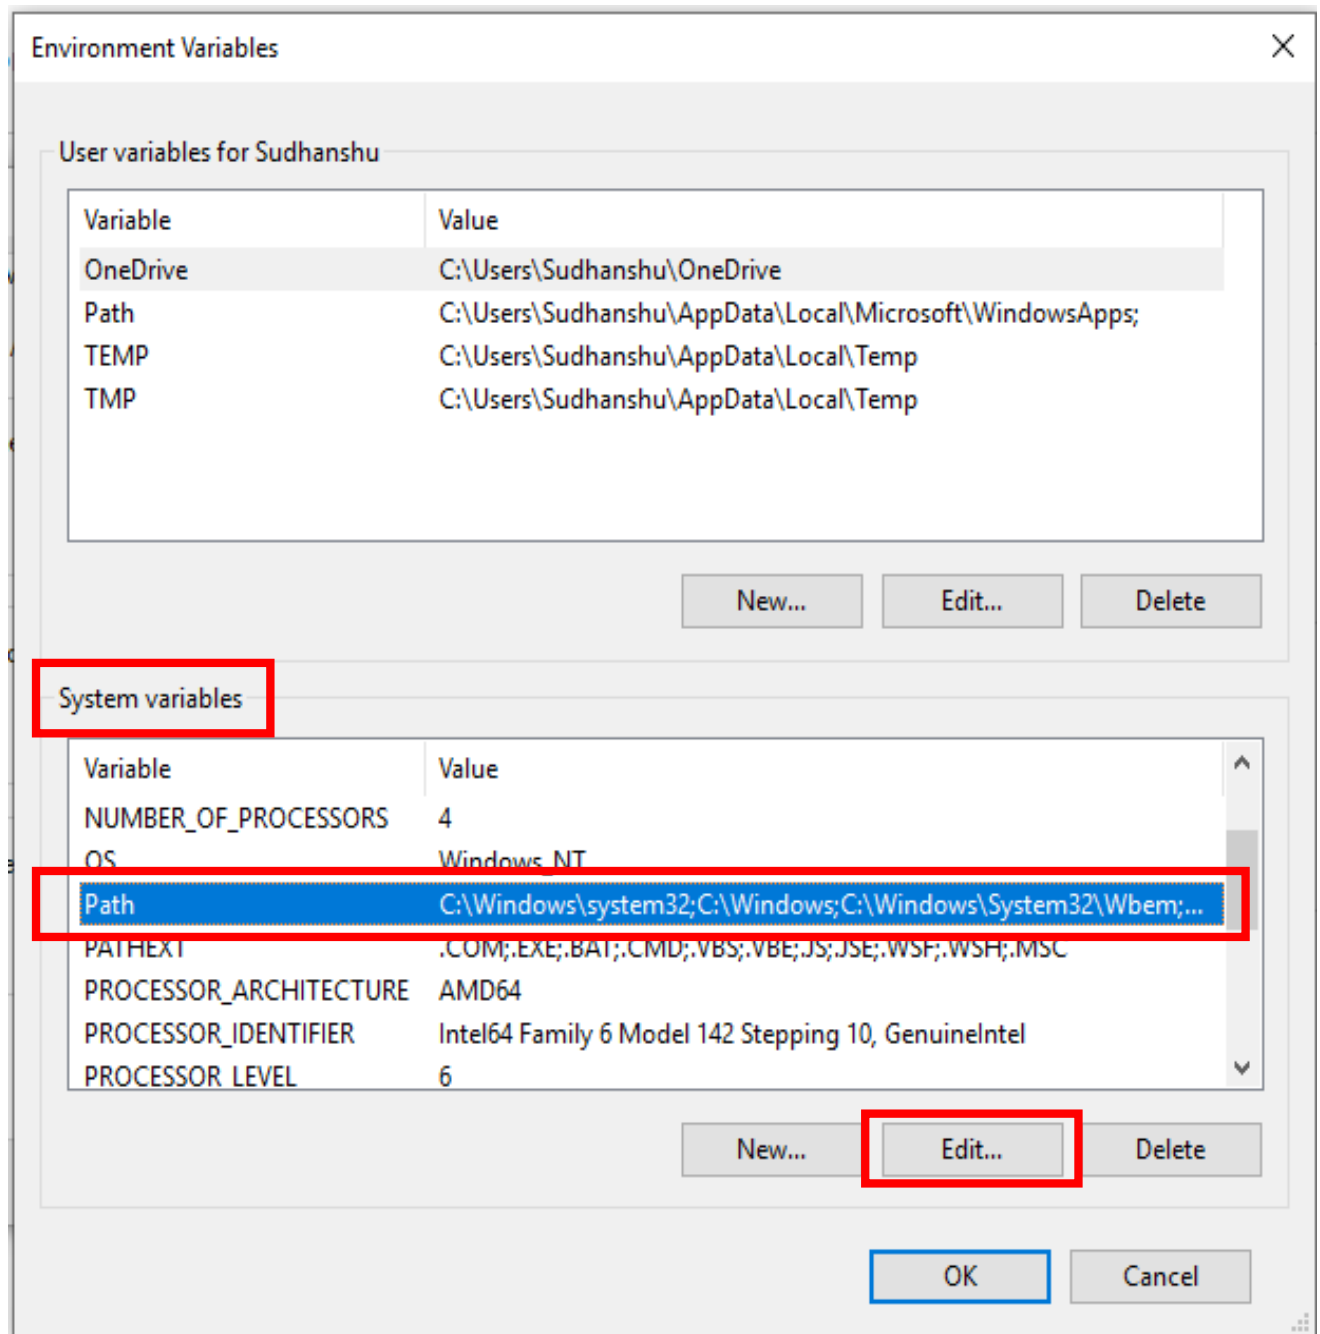 Environment Variables
User variables for Sudhanshu
Variable Value
OneDrive C:\Users\Sudhanshu\OneDrive
Path C:\Users\Sudhanshu\AppData\Local\Microsoft\WindowsApps;
TEMP C:\Users\Sudhanshu\AppData\Local\Temp
TMP C:\Users\Sudhanshu\AppData\Local\Temp
New... Edit... Delete
System variables
Variable Value
NUMBER_OF_PROCESSORS 4
OS Windows_NT
Path C:\Windows\system32;C:\Windows;C:\Windows\System32\Wbem;...
PATHEXT .COM;.EXE;.BAT;.CMD;.VBS;.VBE;.JS;.JSE;.WSF;.WSH;.MSC
PROCESSOR_ARCHITECTURE AMD64
PROCESSOR_IDENTIFIER Intel64 Family 6 Model 142 Stepping 10, GenuineIntel
PROCESSOR_LEVEL 6
New... Edit... Delete
OK Cancel